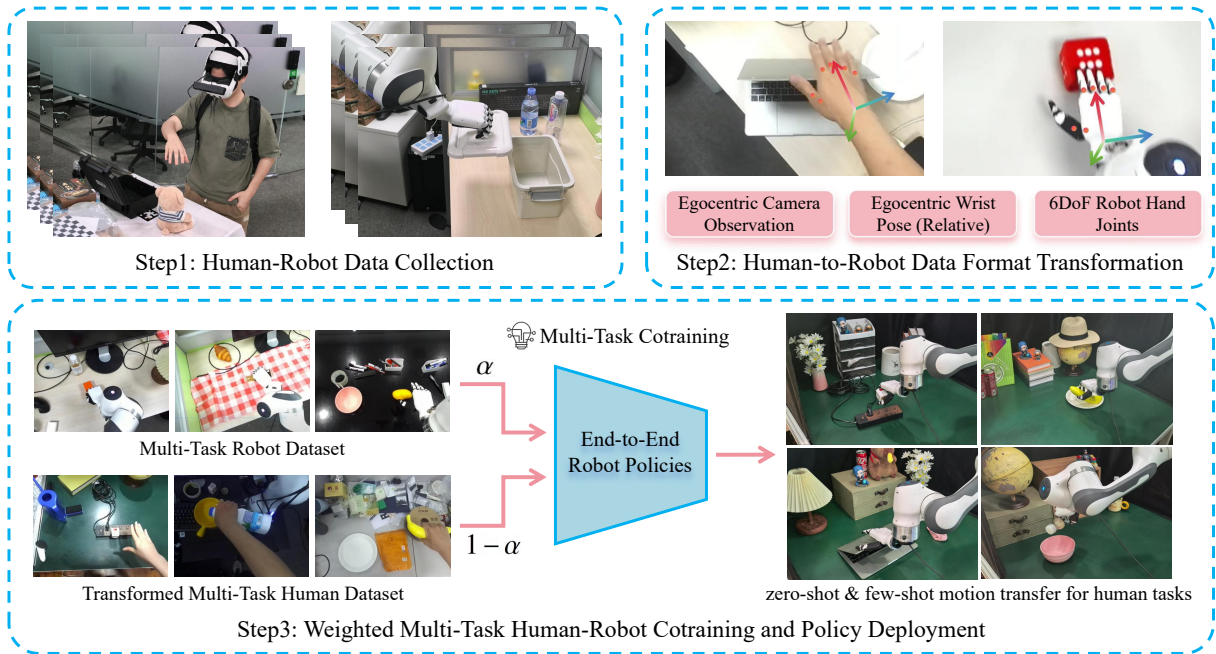 Step1: Human-Robot Data Collection
Egocentric Camera
Observation
Egocentric Wrist
Pose (Relative)
6DoF Robot Hand
Joints
Step2: Human-to-Robot Data Format Transformation
Multi-Task Robot Dataset
Transformed Multi-Task Human Dataset
α
1 − α
Multi-Task Cotraining
End-to-End
Robot Policies
zero-shot & few-shot motion transfer for human tasks
Step3: Weighted Multi-Task Human-Robot Cotraining and Policy Deployment